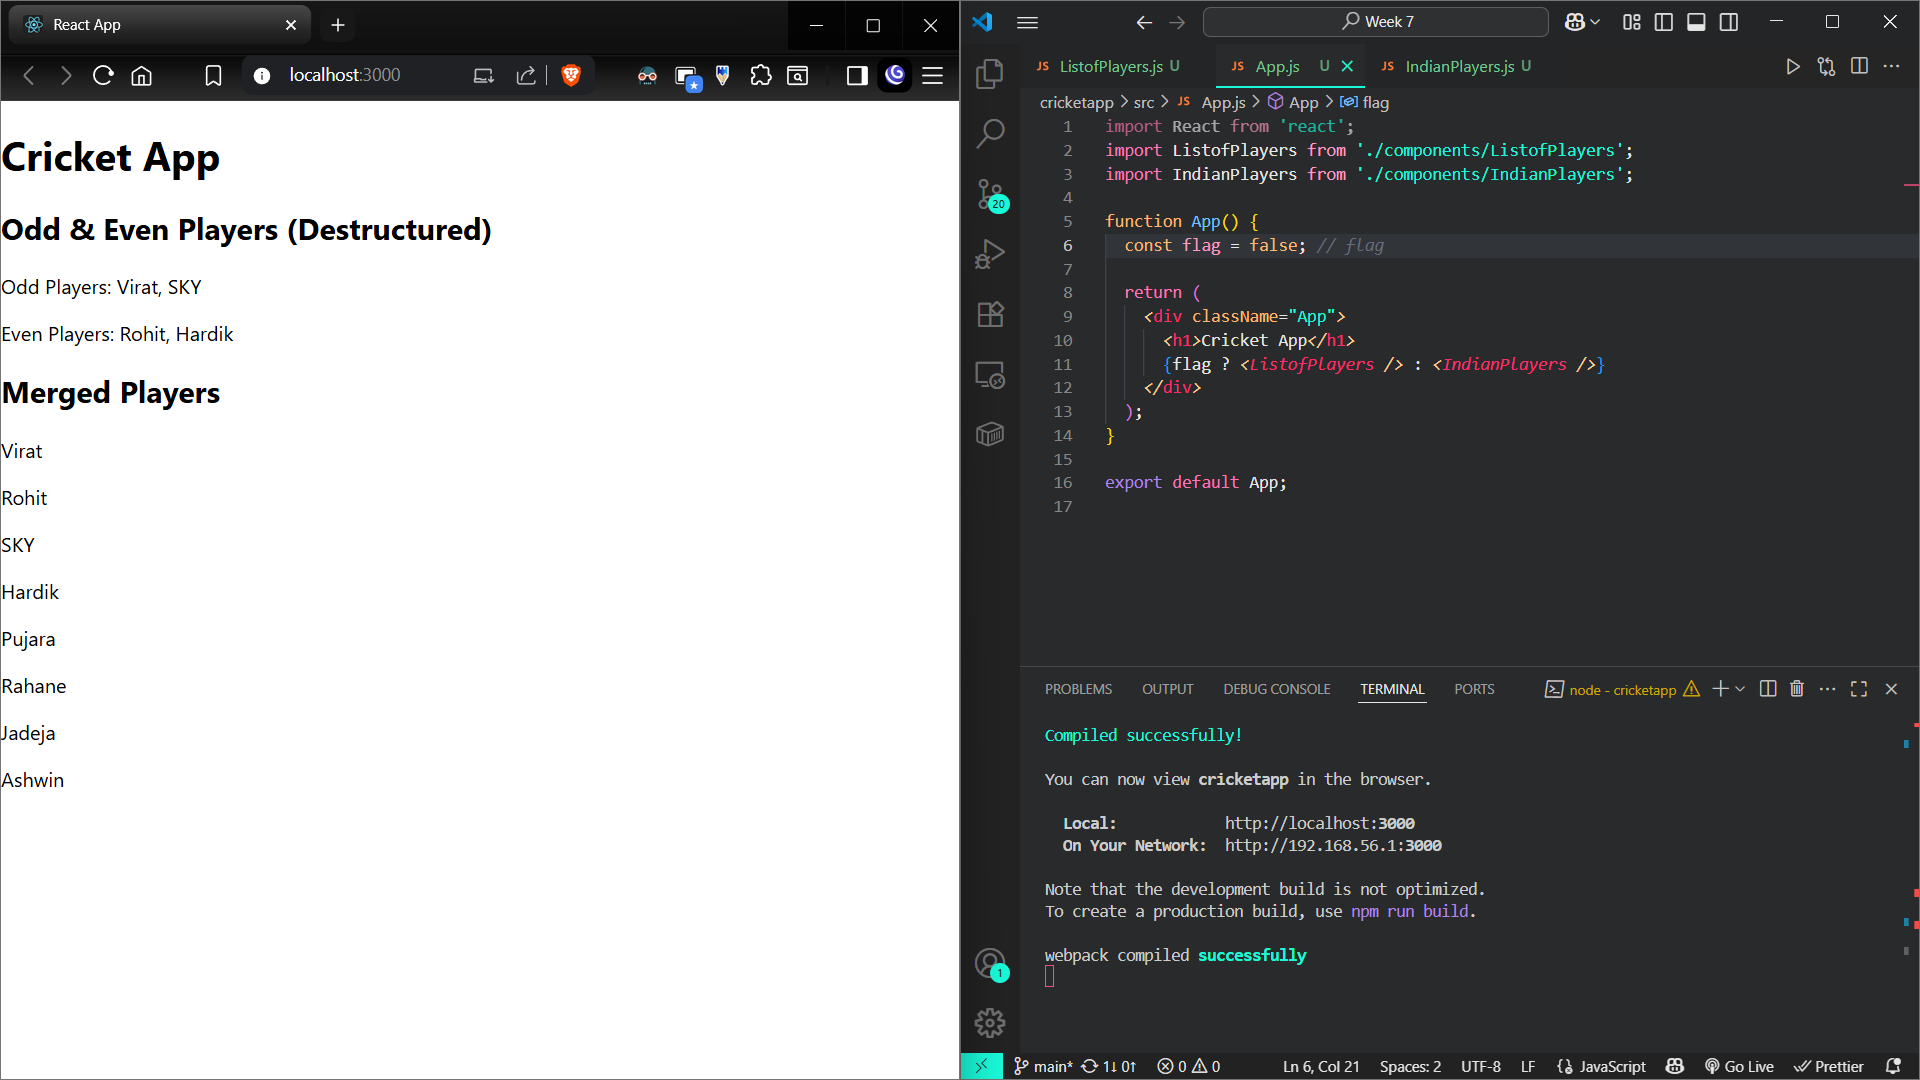 React App
localhost:3000
Cricket App
Odd & Even Players (Destructured)
Odd Players: Virat, SKY
Even Players: Rohit, Hardik
Merged Players
Virat
Rohit
SKY
Hardik
Pujara
Rahane
Jadeja
Ashwin
Week 7
JS ListofPlayers.js U
JS App.js U
JS IndianPlayers.js U
cricketapp > src > JS App.js > App > flag
20
1 import React from 'react';
2 import ListofPlayers from './components/ListofPlayers';
3 import IndianPlayers from './components/IndianPlayers';
4
5 function App() {
6 const flag = false; // flag
7
8 return (
9 <div className="App">
10 <h1>Cricket App</h1>
11 {flag ? <ListofPlayers /> : <IndianPlayers />}
12 </div>
13 );
14 }
15
16 export default App;
17
PROBLEMS OUTPUT DEBUG CONSOLE TERMINAL PORTS node - cricketapp
Compiled successfully!
You can now view cricketapp in the browser.
Local: http://localhost:3000
On Your Network: http://192.168.56.1:3000
Note that the development build is not optimized.
To create a production build, use npm run build.
webpack compiled successfully
1
main* 1↓ 0↑ 0 0 Ln 6, Col 21 Spaces: 2 UTF-8 LF {} JavaScript Go Live Prettier